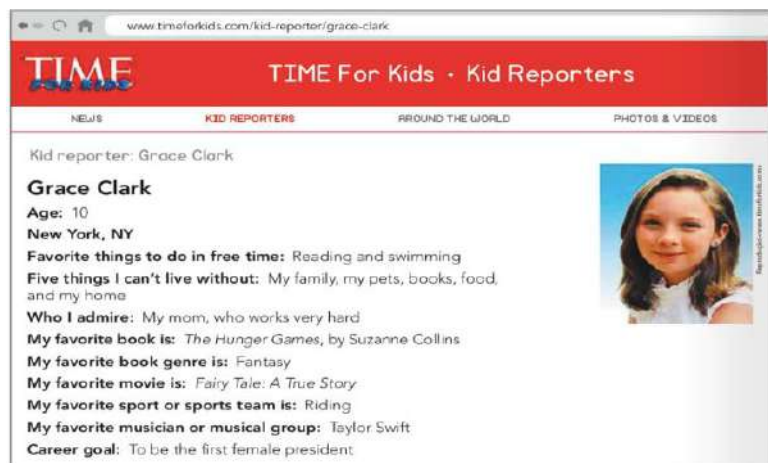 www.timeforkids.com/kid-reporter/grace-clark
TIME
FOR KIDS
TIME For Kids • Kid Reporters
NEWS
KID REPORTERS
AROUND THE WORLD
PHOTOS & VIDEOS
Kid reporter: Grace Clark
Grace Clark
Age: 10
New York, NY
Favorite things to do in free time: Reading and swimming
Five things I can't live without: My family, my pets, books, food,
and my home
Who I admire: My mom, who works very hard
My favorite book is: The Hunger Games, by Suzanne Collins
My favorite book genre is: Fantasy
My favorite movie is: Fairy Tale: A True Story
My favorite sport or sports team is: Riding
My favorite musician or musical group: Taylor Swift
Career goal: To be the first female president